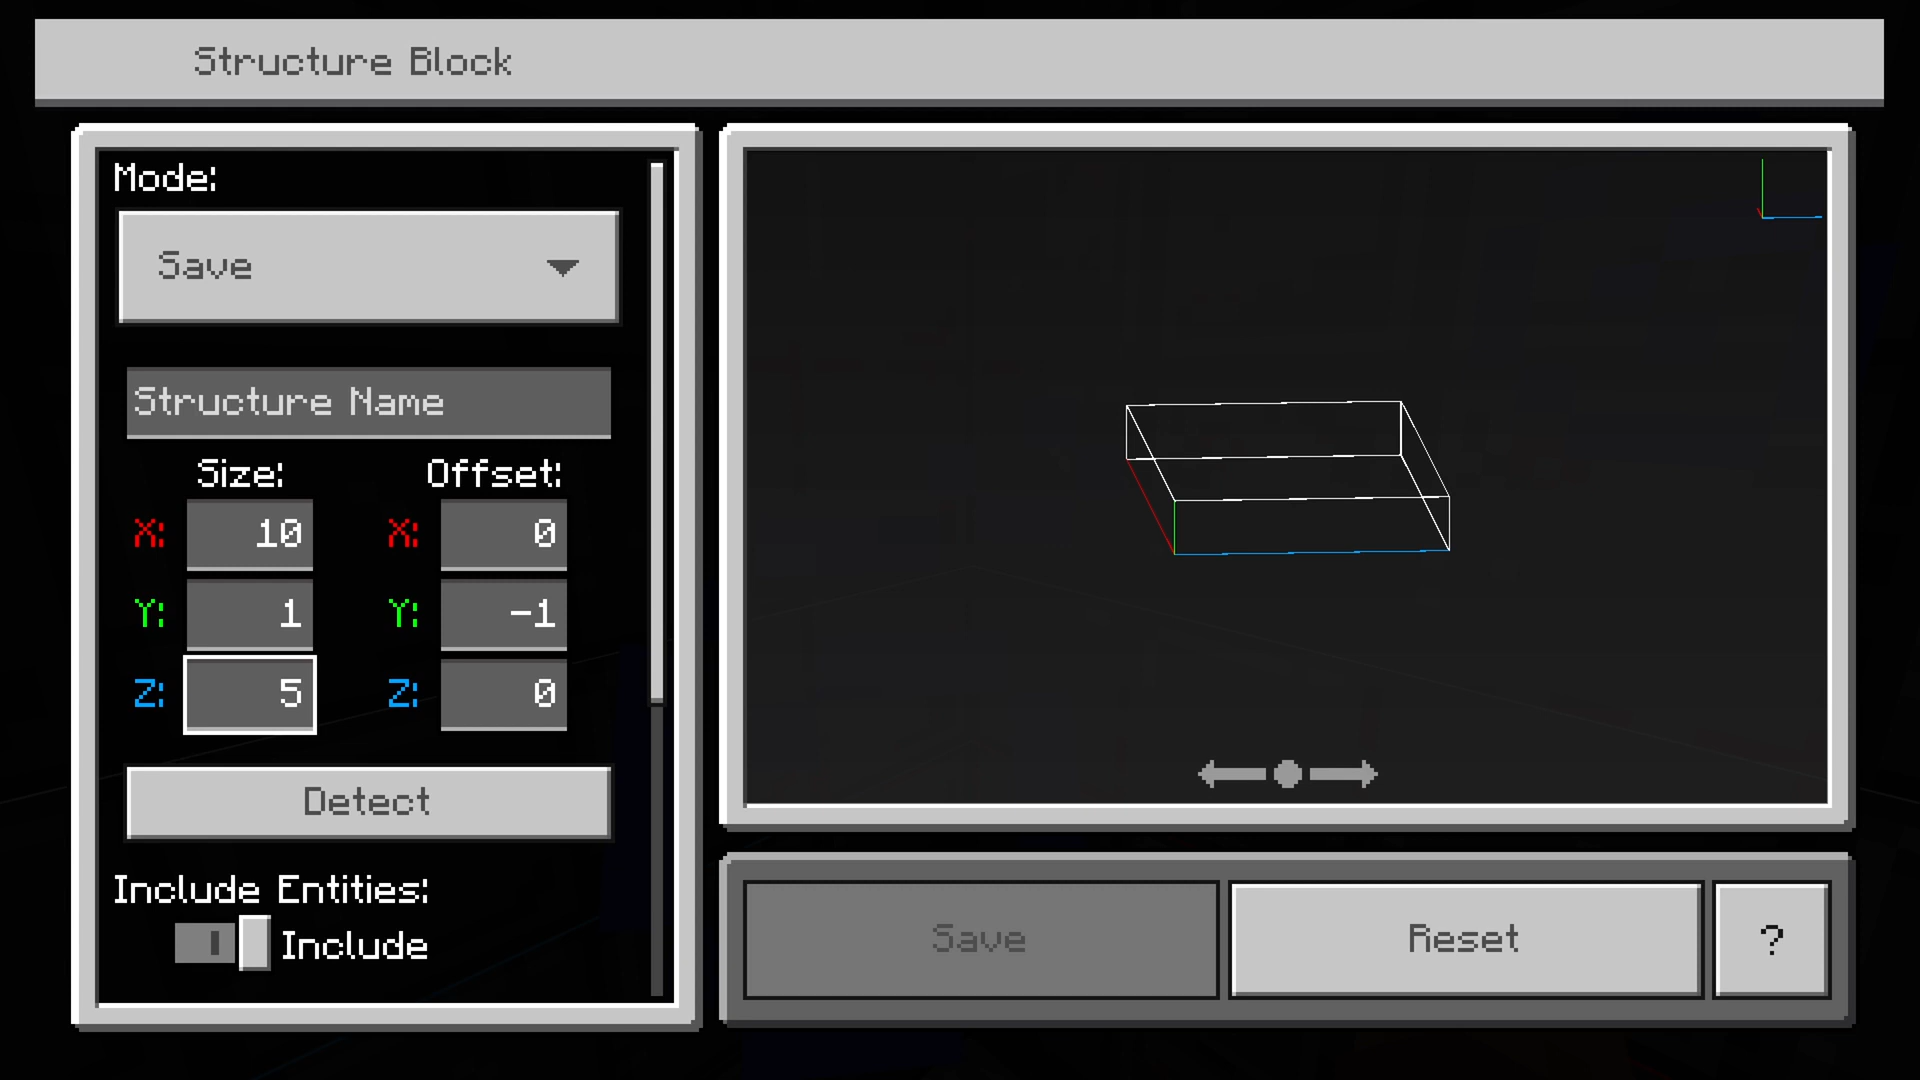 Structure Block
Mode:
Save
Structure Name
Size: Offset:
X: 10 X: 0
Y: 1 Y: -1
Z: 5 Z: 0
Detect
Include Entities:
Include
Save Reset ?